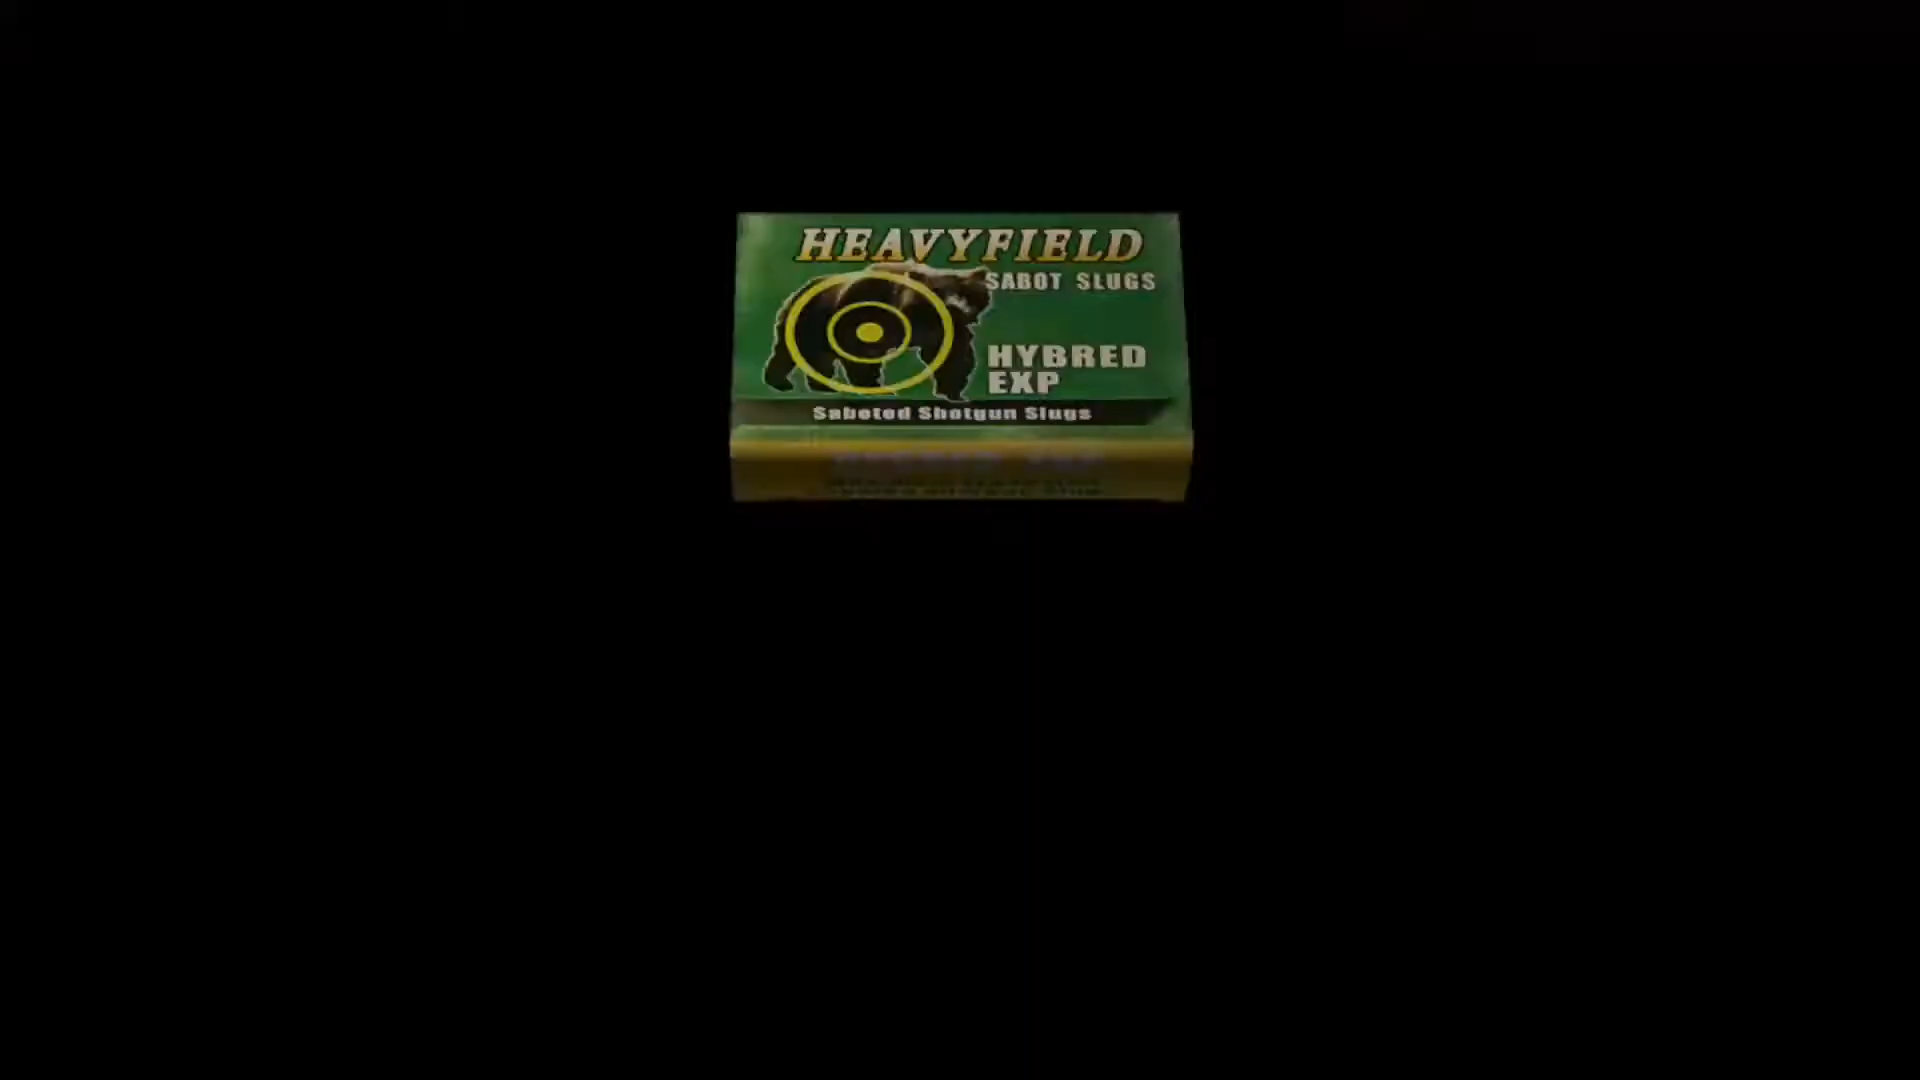 HEAVYFIELD
SABOT SLUGS
HYBRED
EXP
Saboted Shotgun Slugs